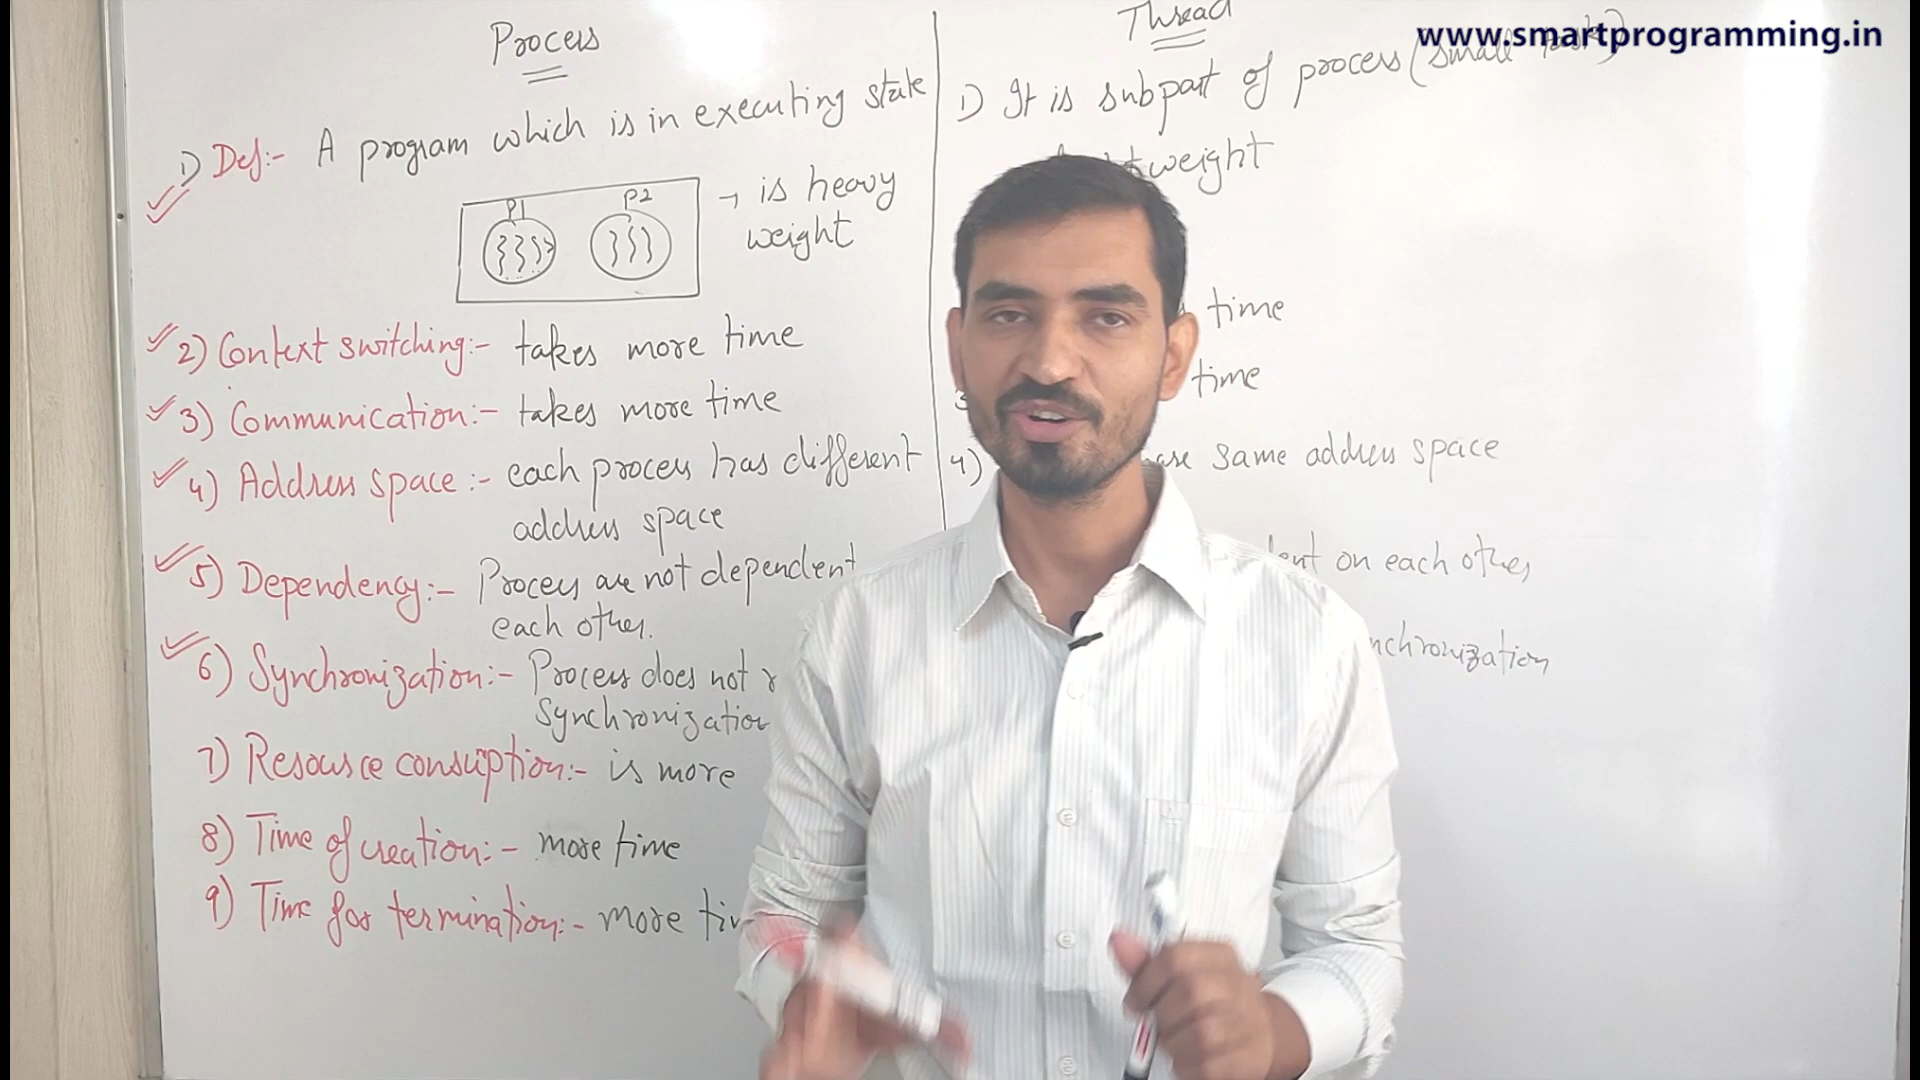 www.smartprogramming.in
Process
1) Def:- A program which is in executing state
P1 P2
→ is heavy
weight
2) Context switching:- takes more time
3) Communication:- takes more time
4) Address space:- each process has different
address space
5) Dependency:- Process are not dependent
each other.
6) Synchronization:- Process does not
Synchronization
7) Resource consuption:- is more
8) Time of creation:- more time
9) Time for termination:- more
Thread
1) It is subpart of process (small task)
weight
time
time
4) same address space
on each other